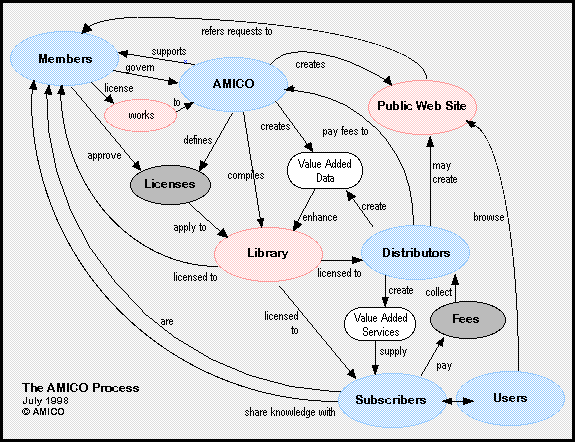 refers requests to
Members
supports
govern
AMICO
creates
license
works
to
Public Web Site
approve
defines
creates
pay fees to
Value Added
Data
may
create
Licenses
compiles
create
browse
apply to
enhance
Library
Distributors
licensed to
licensed to
create
collect
licensed
to
Value Added
Services
Fees
are
supply
pay
The AMICO Process
July 1998
© AMICO
share knowledge with
Subscribers
Users